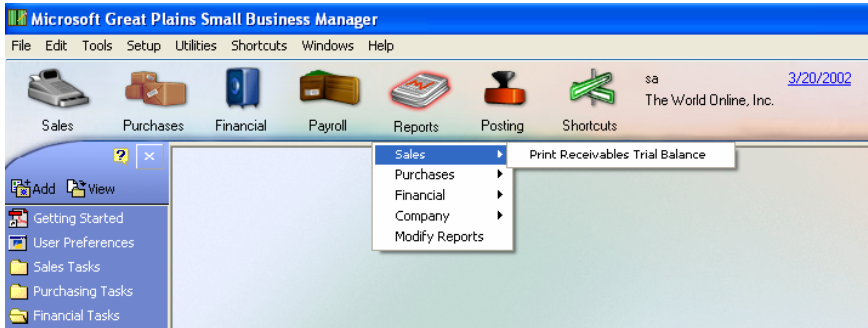 Microsoft Great Plains Small Business Manager
File Edit Tools Setup Utilities Shortcuts Windows Help
sa 3/20/2002
The World Online, Inc.
Sales Purchases Financial Payroll Reports Posting Shortcuts
Sales Print Receivables Trial Balance
Purchases
Financial
Company
Modify Reports
Add View
Getting Started
User Preferences
Sales Tasks
Purchasing Tasks
Financial Tasks